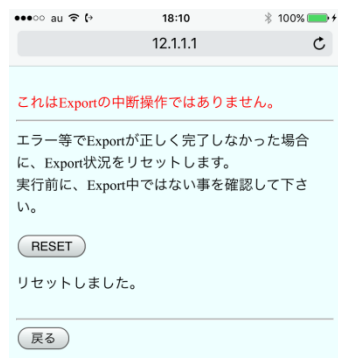 au 18:10 100%
12.1.1.1
これはExportの中断操作ではありません。
エラー等でExportが正しく完了しなかった場合
に、Export状況をリセットします。
実行前に、Export中ではない事を確認して下さ
い。
RESET
リセットしました。
戻る